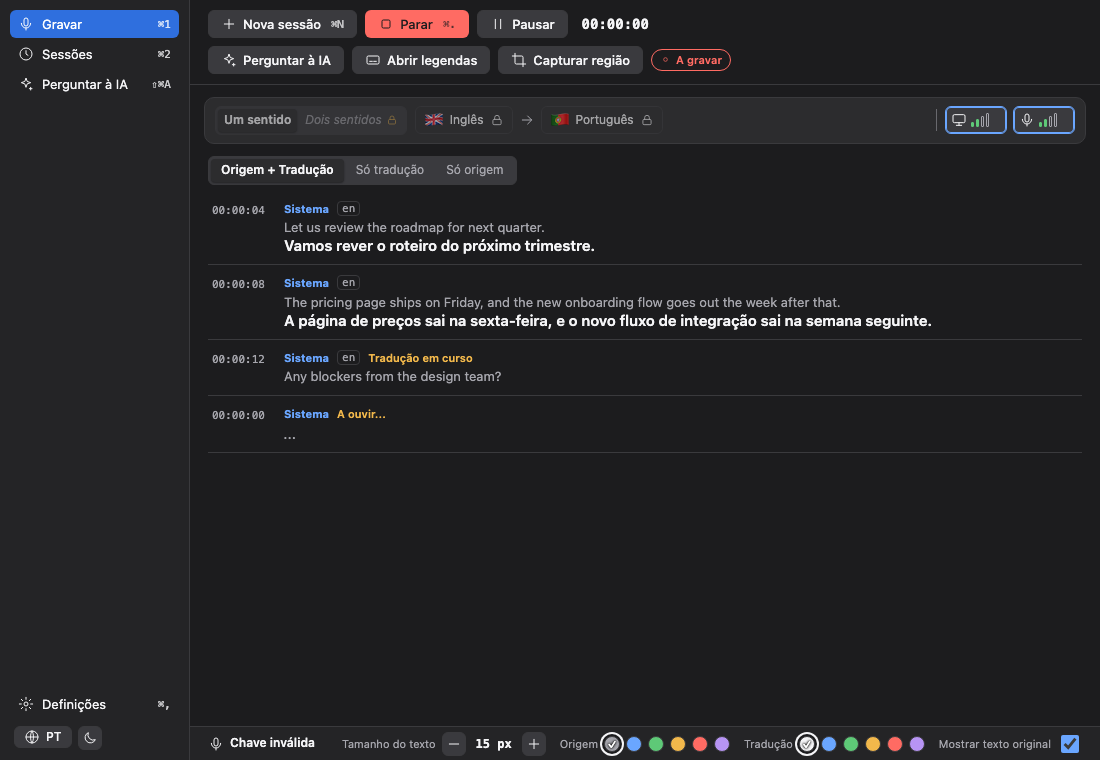 Gravar ⌘1
Sessões ⌘2
Perguntar à IA ⇧⌘A
Nova sessão ⌘N
Parar ⌘.
Pausar
00:00:00
Perguntar à IA
Abrir legendas
Capturar região
A gravar
Um sentido
Dois sentidos
Inglês
Português
Origem + Tradução
Só tradução
Só origem
00:00:04 Sistema en
Let us review the roadmap for next quarter.
Vamos rever o roteiro do próximo trimestre.
00:00:08 Sistema en
The pricing page ships on Friday, and the new onboarding flow goes out the week after that.
A página de preços sai na sexta-feira, e o novo fluxo de integração sai na semana seguinte.
00:00:12 Sistema en Tradução em curso
Any blockers from the design team?
00:00:00 Sistema A ouvir...
...
Definições ⌘,
PT
Chave inválida
Tamanho do texto
15 px
Origem
Tradução
Mostrar texto original